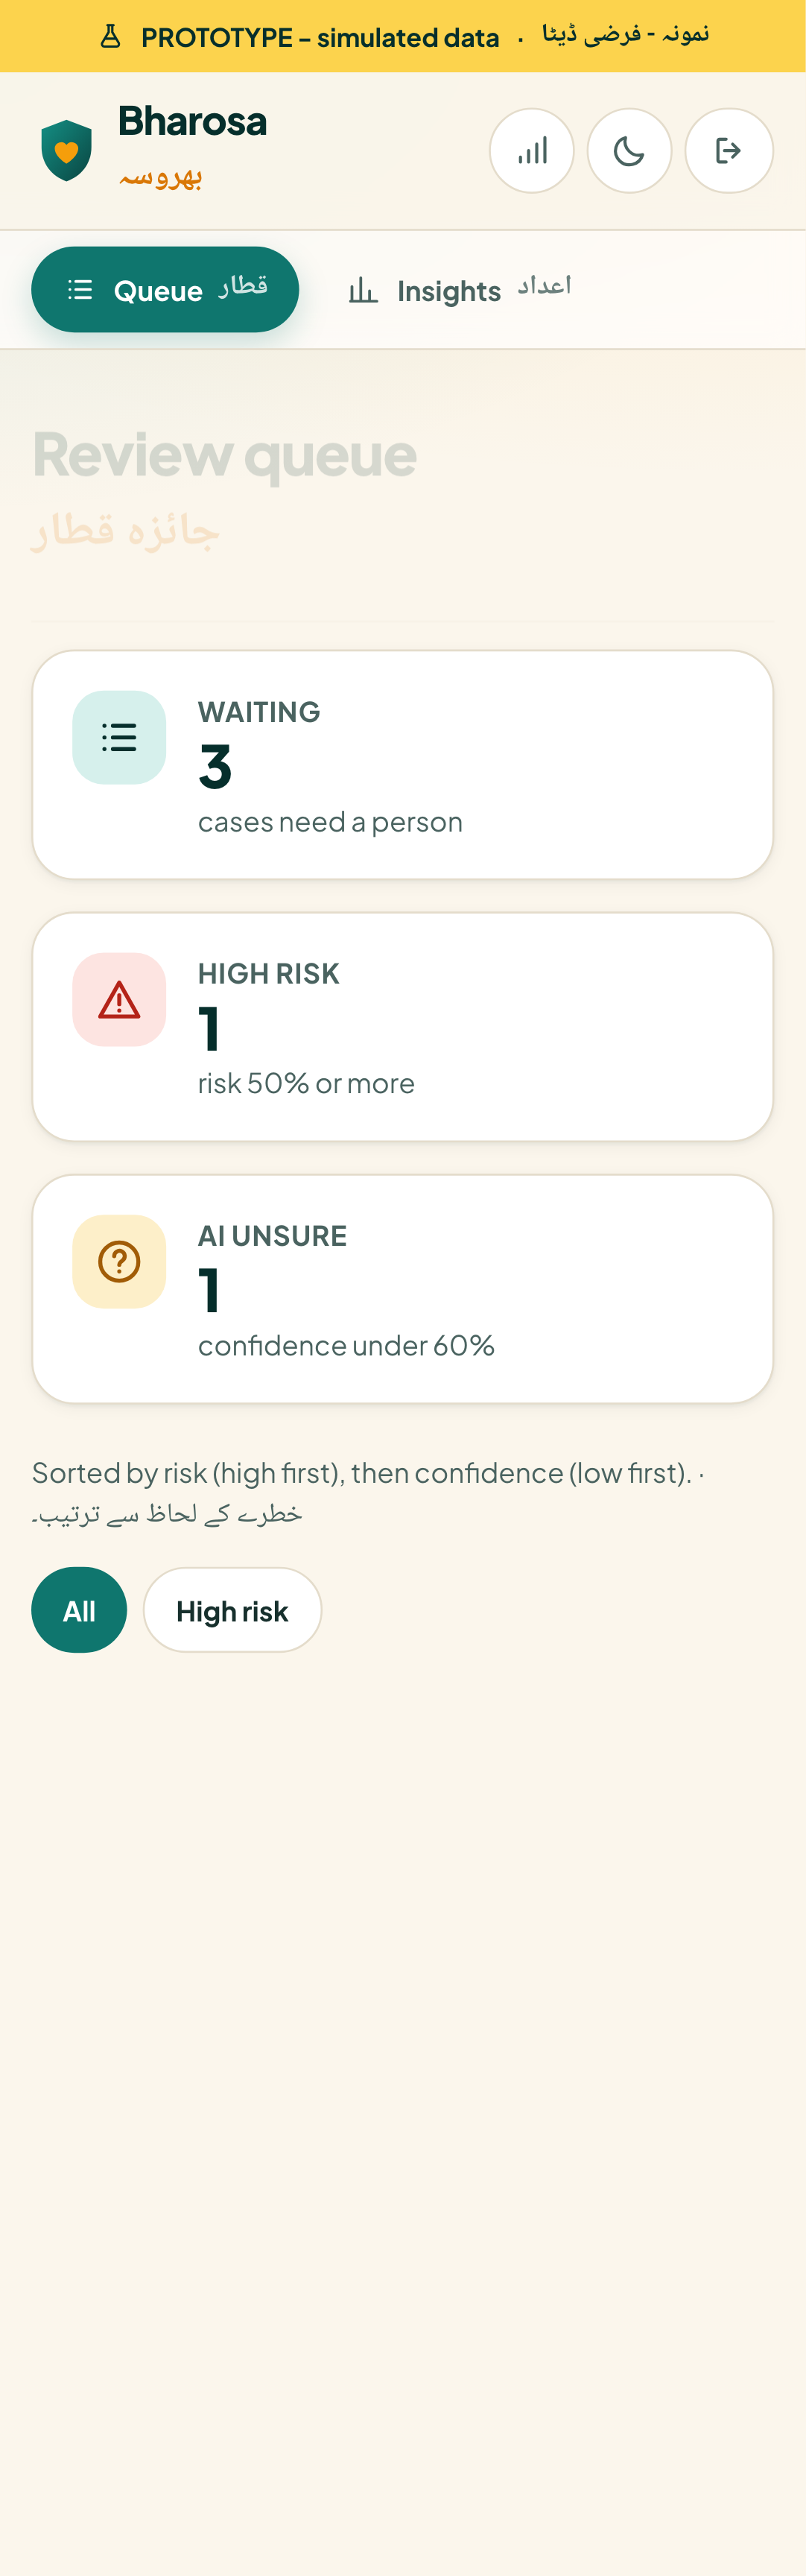 PROTOTYPE – simulated data · نمونہ - فرضی ڈیٹا
Bharosa
بھروسہ
Queue قطار
Insights اعداد
Review queue
جائزہ قطار
WAITING
3
cases need a person
HIGH RISK
1
risk 50% or more
AI UNSURE
1
confidence under 60%
Sorted by risk (high first), then confidence (low first). ·
خطرے کے لحاظ سے ترتیب۔
All
High risk